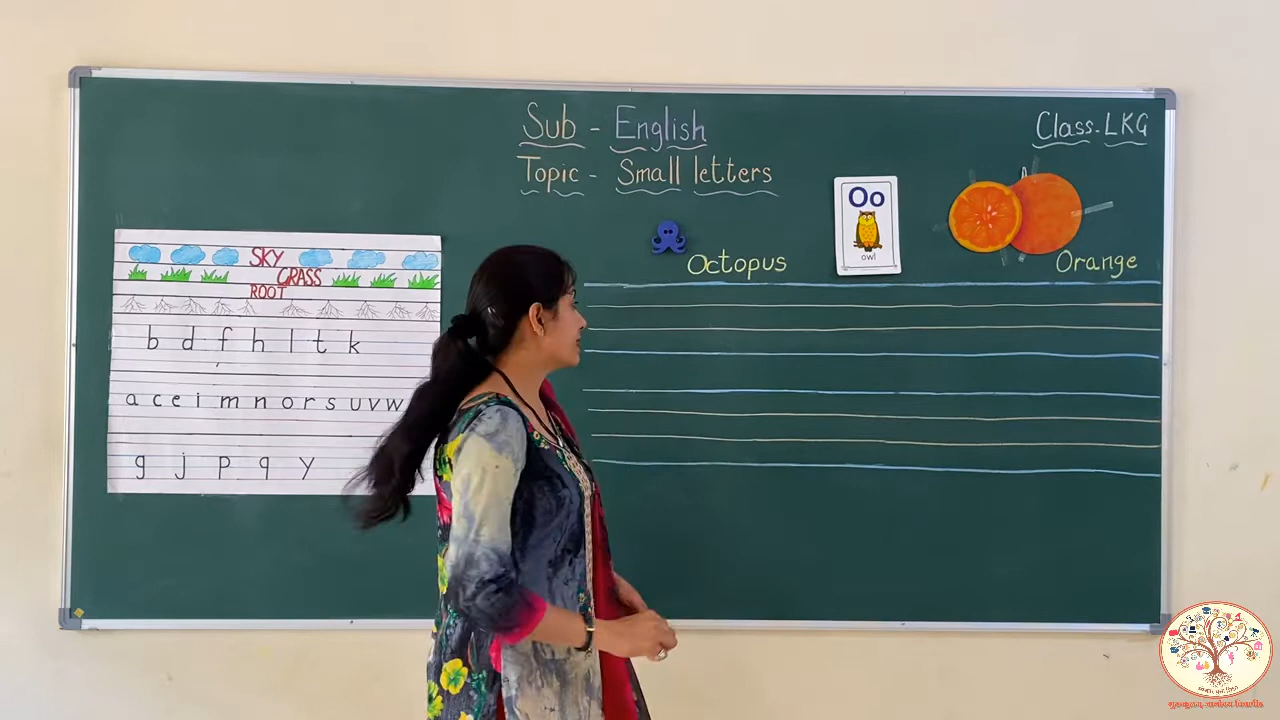 Sub - English
Topic - Small letters
Class. LKG
Oo
owl
Octopus
Orange
SKY
GRASS
ROOT
b d f h l t k
a c e i m n o r s u v w
g j p q y